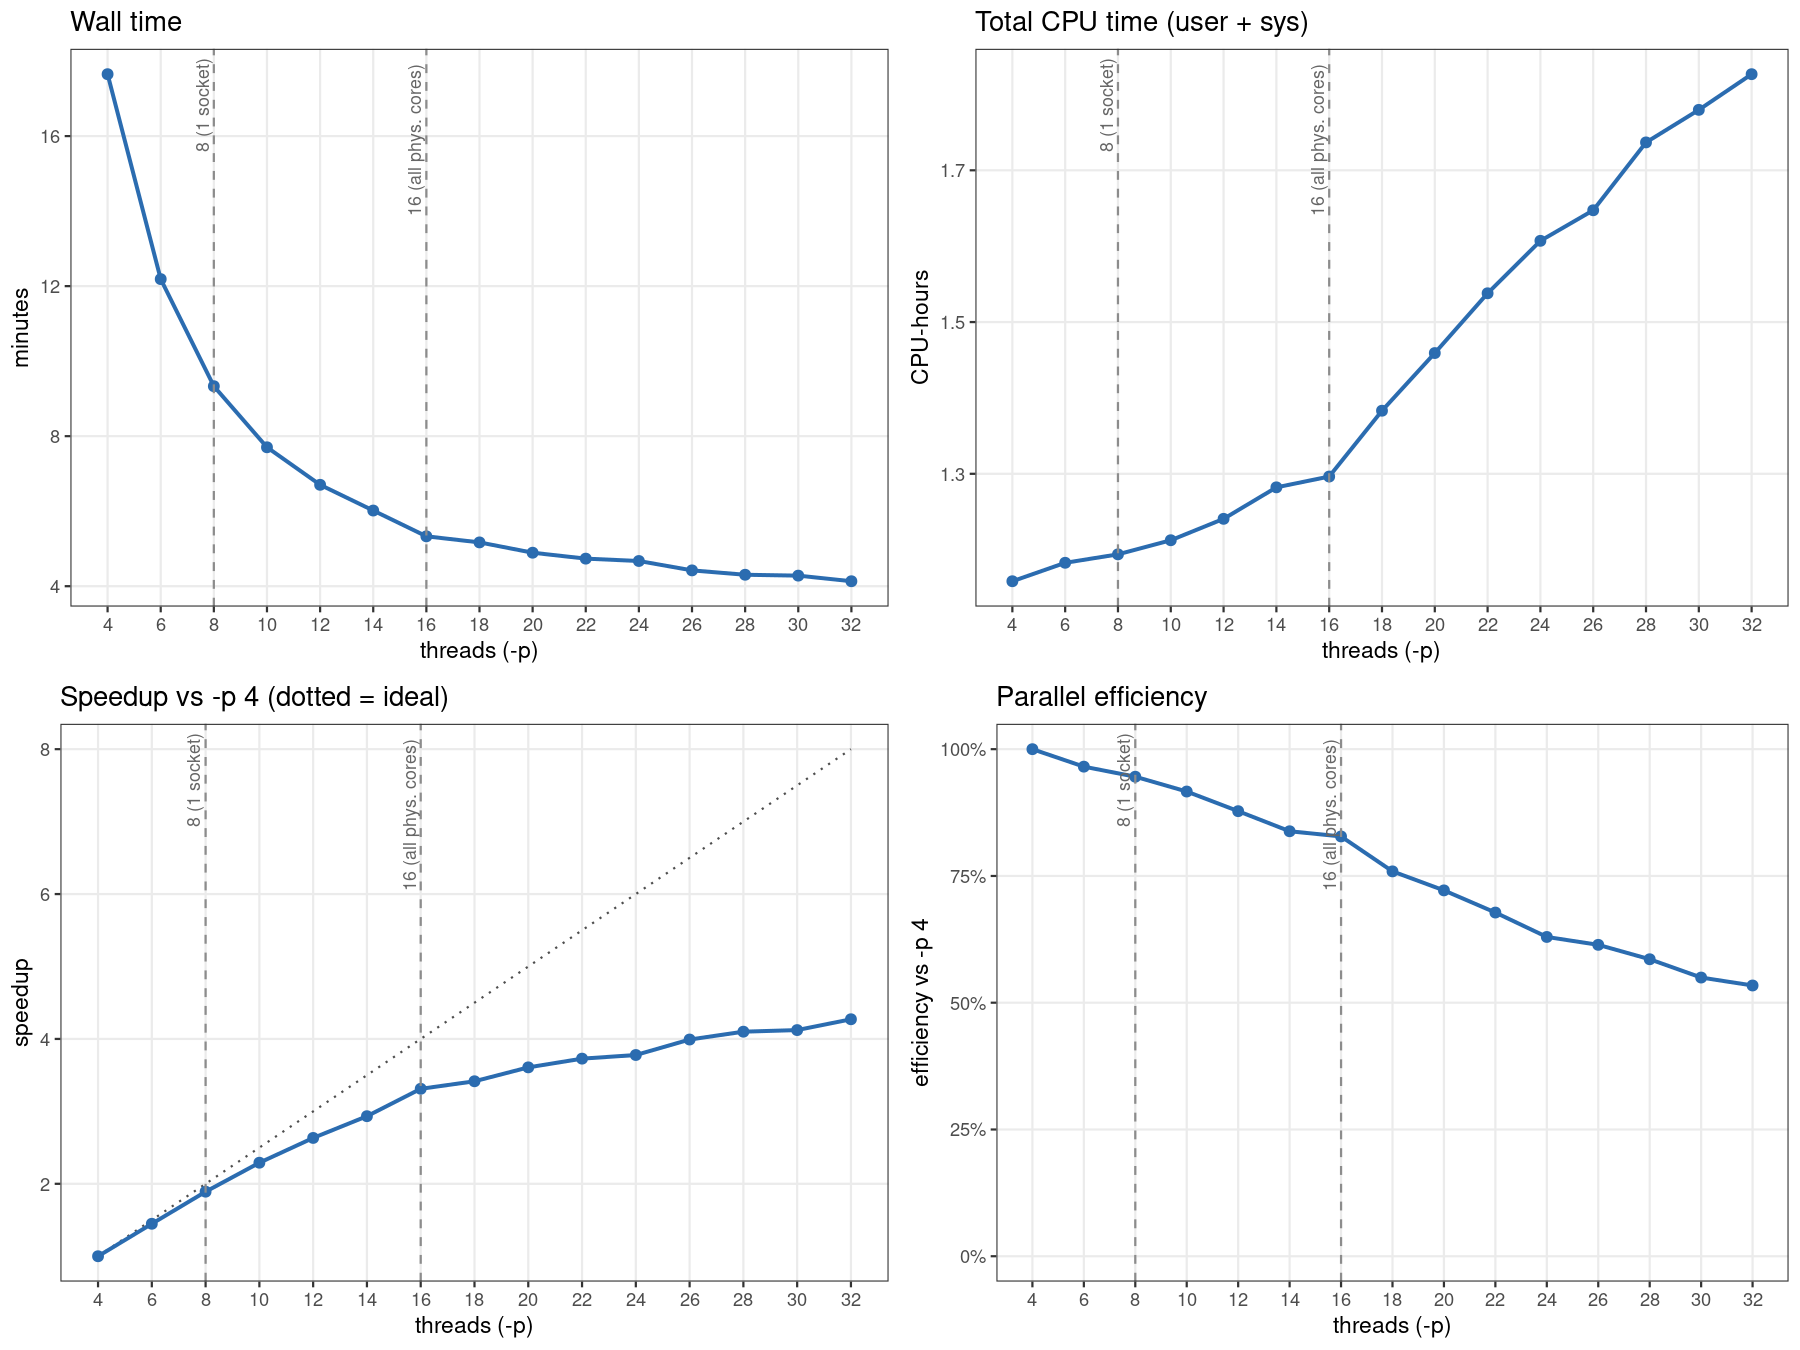 Wall time
minutes
16
12
8
4
8 (1 socket)
16 (all phys. cores)
4 6 8 10 12 14 16 18 20 22 24 26 28 30 32
threads (-p)
Total CPU time (user + sys)
CPU-hours
1.7
1.5
1.3
8 (1 socket)
16 (all phys. cores)
4 6 8 10 12 14 16 18 20 22 24 26 28 30 32
threads (-p)
Speedup vs -p 4 (dotted = ideal)
speedup
8
6
4
2
8 (1 socket)
16 (all phys. cores)
4 6 8 10 12 14 16 18 20 22 24 26 28 30 32
threads (-p)
Parallel efficiency
efficiency vs -p 4
100%
75%
50%
25%
0%
8 (1 socket)
16 (all phys. cores)
4 6 8 10 12 14 16 18 20 22 24 26 28 30 32
threads (-p)